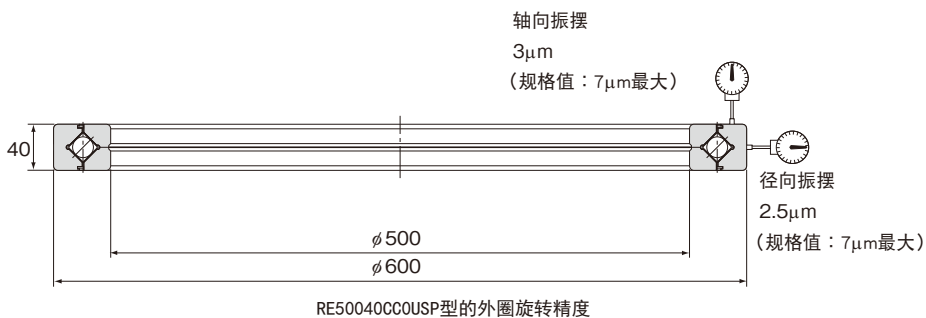 轴向振摆
3μm
（规格值：7μm最大）
40
径向振摆
2.5μm
（规格值：7μm最大）
φ500
φ600
RE50040CC0USP型的外圈旋转精度